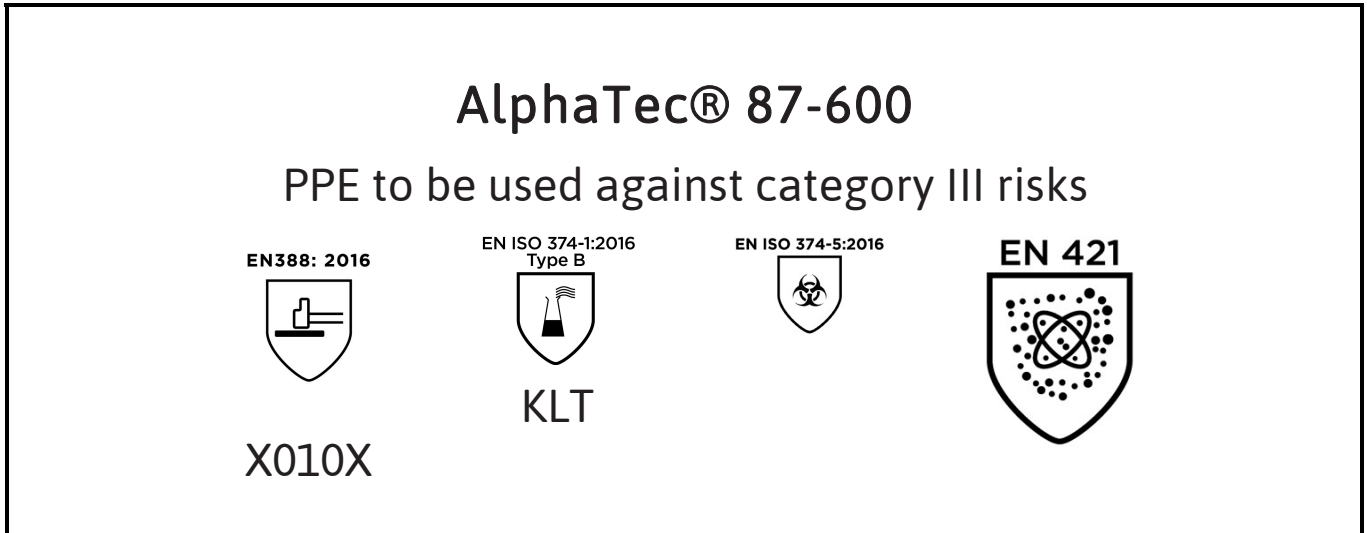 AlphaTec® 87-600
PPE to be used against category III risks
EN388: 2016
X010X
EN ISO 374-1:2016
Type B
KLT
EN ISO 374-5:2016
EN 421